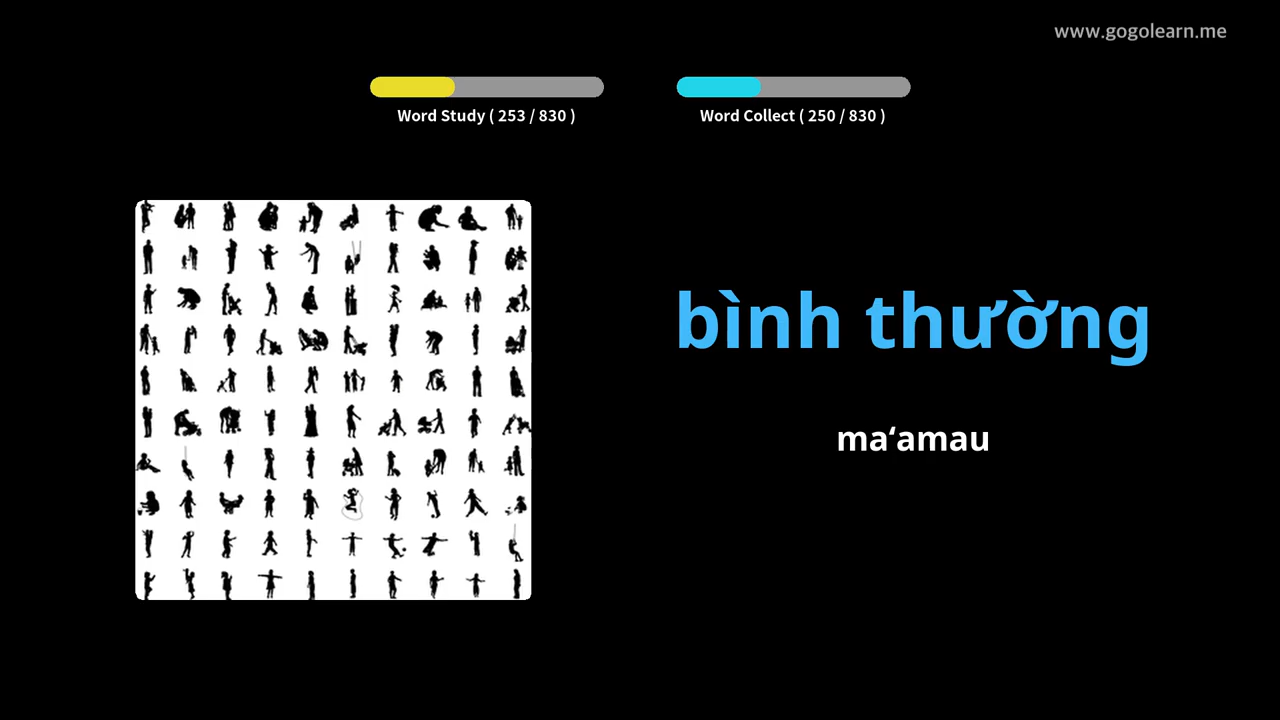 www.gogolearn.me
Word Study ( 253 / 830 )
Word Collect ( 250 / 830 )
bình thường
maʻamau